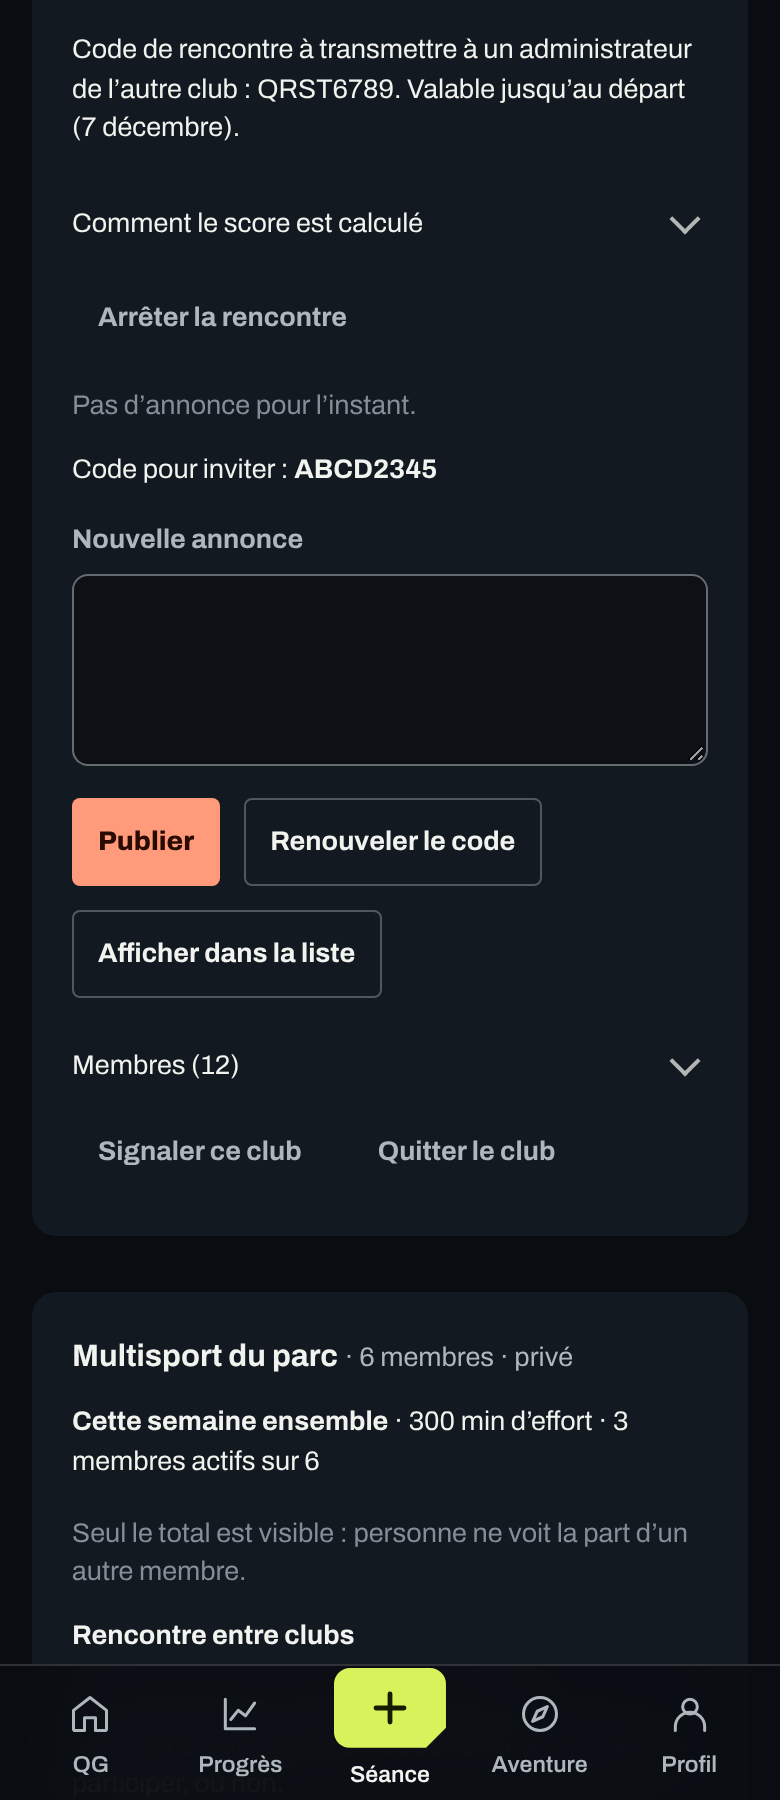 Code de rencontre à transmettre à un administrateur
de l’autre club : QRST6789. Valable jusqu’au départ
(7 décembre).
Comment le score est calculé
Arrêter la rencontre
Pas d’annonce pour l’instant.
Code pour inviter : ABCD2345
Nouvelle annonce
Publier
Renouveler le code
Afficher dans la liste
Membres (12)
Signaler ce club
Quitter le club
Multisport du parc · 6 membres · privé
Cette semaine ensemble · 300 min d’effort · 3
membres actifs sur 6
Seul le total est visible : personne ne voit la part d’un
autre membre.
Rencontre entre clubs
participer, ou non.
QG
Progrès
Séance
Aventure
Profil